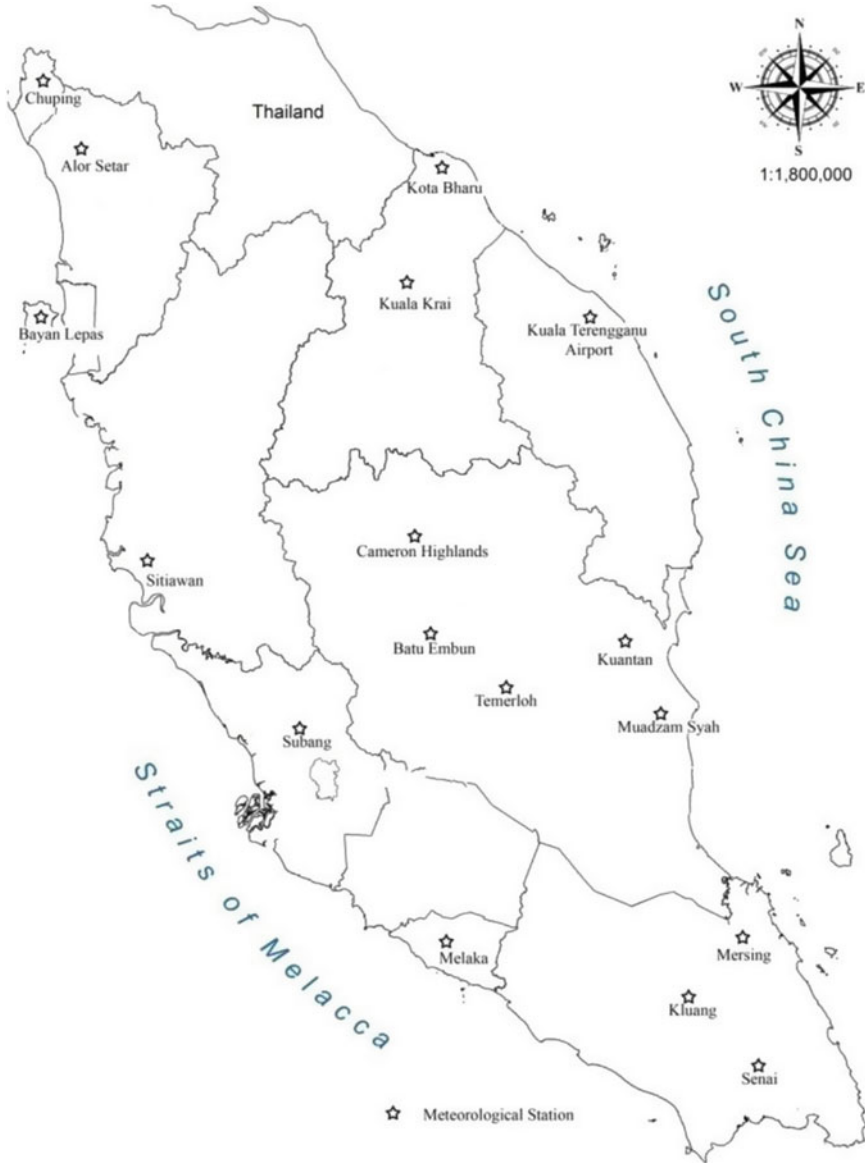 N
W
E
S
1:1,800,000
Chuping
Thailand
Alor Setar
Kota Bharu
Kuala Krai
Bayan Lepas
Kuala Terengganu
Airport
South China Sea
Cameron Highlands
Sitiawan
Batu Embun
Kuantan
Temerloh
Muadzam Syah
Subang
Straits of Melacca
Melaka
Mersing
Kluang
Senai
Meteorological Station